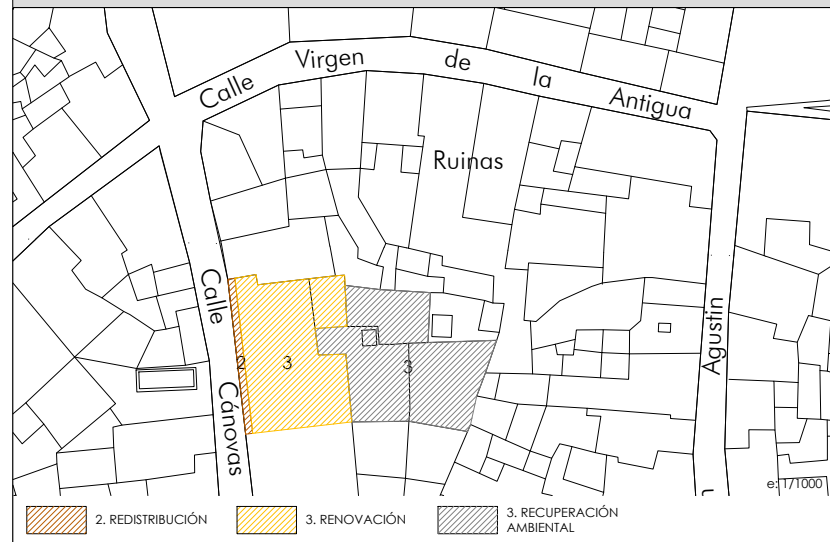 Calle Virgen de la Antigua
Ruinas
Calle Cánovas
Agustin
2
3
3
e: 1/1000
2. REDISTRIBUCIÓN
3. RENOVACIÓN
3. RECUPERACIÓN
AMBIENTAL